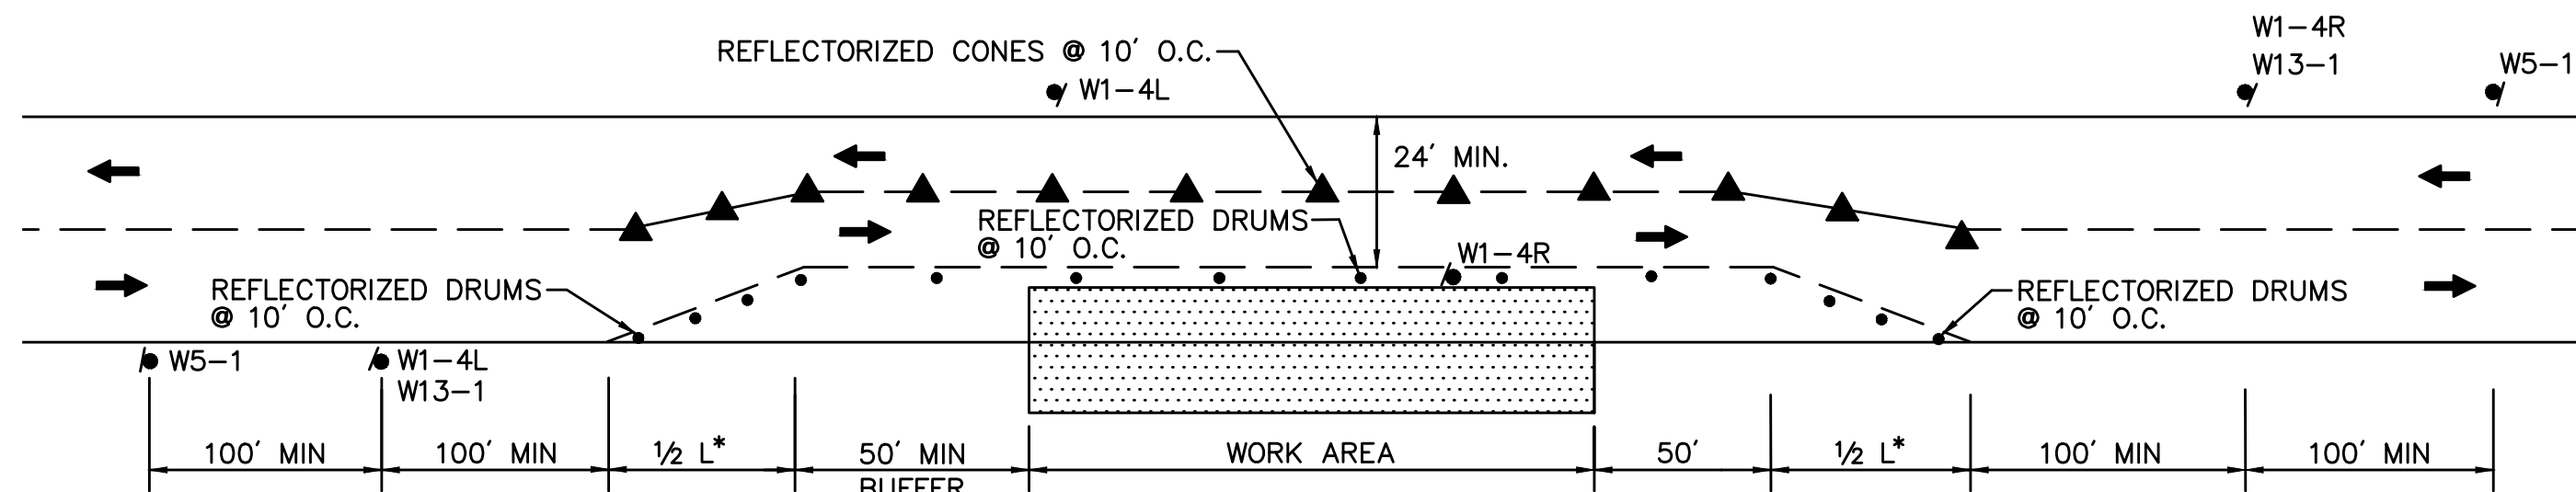 W1-4R
W13-1
W5-1
REFLECTORIZED CONES @ 10' O.C.
W1-4L
24' MIN.
REFLECTORIZED DRUMS
@ 10' O.C.
W1-4R
REFLECTORIZED DRUMS
@ 10' O.C.
REFLECTORIZED DRUMS
@ 10' O.C.
W5-1
W1-4L
W13-1
100' MIN
100' MIN
½ L*
50' MIN
BUFFER
WORK AREA
50'
½ L*
100' MIN
100' MIN